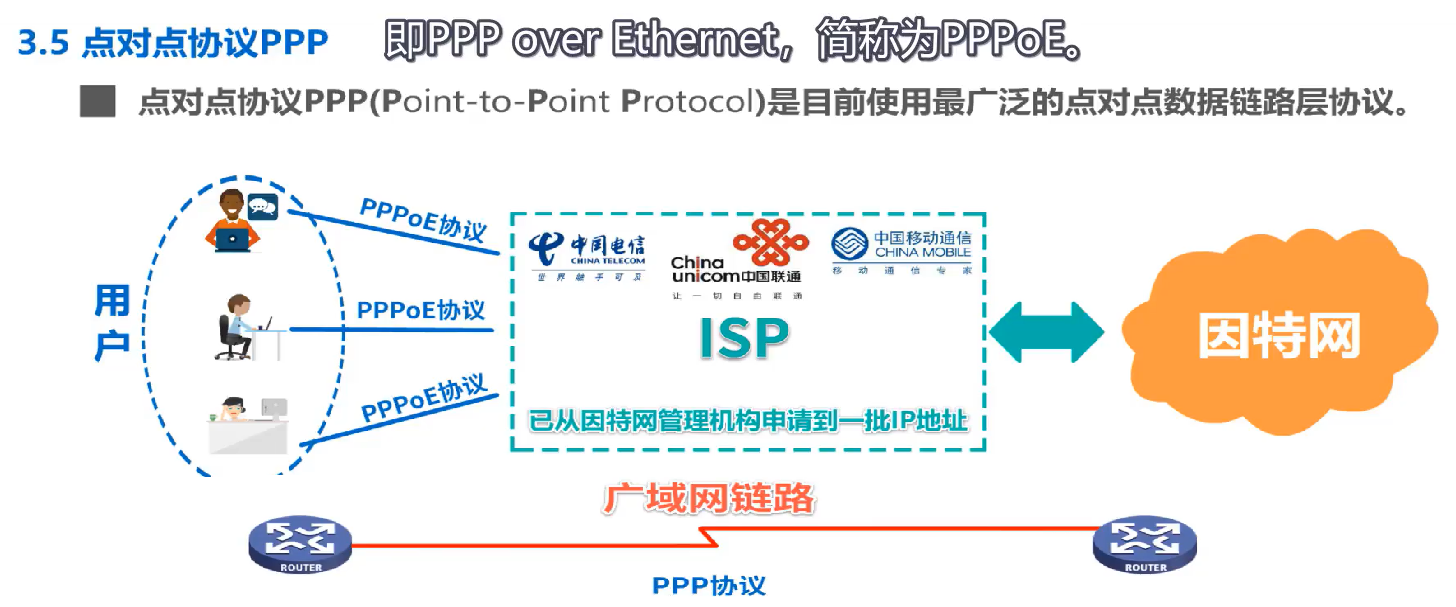 3.5 点对点协议PPP
即PPP over Ethernet，简称为PPPoE。
点对点协议PPP(Point-to-Point Protocol)是目前使用最广泛的点对点数据链路层协议。
用户
PPPoE协议
PPPoE协议
PPPoE协议
中国电信
CHINA TELECOM
世界触手可及
China
unicom中国联通
让一切自由联通
中国移动通信
CHINA MOBILE
移动通信专家
ISP
已从因特网管理机构申请到一批IP地址
因特网
广域网链路
ROUTER
ROUTER
PPP协议